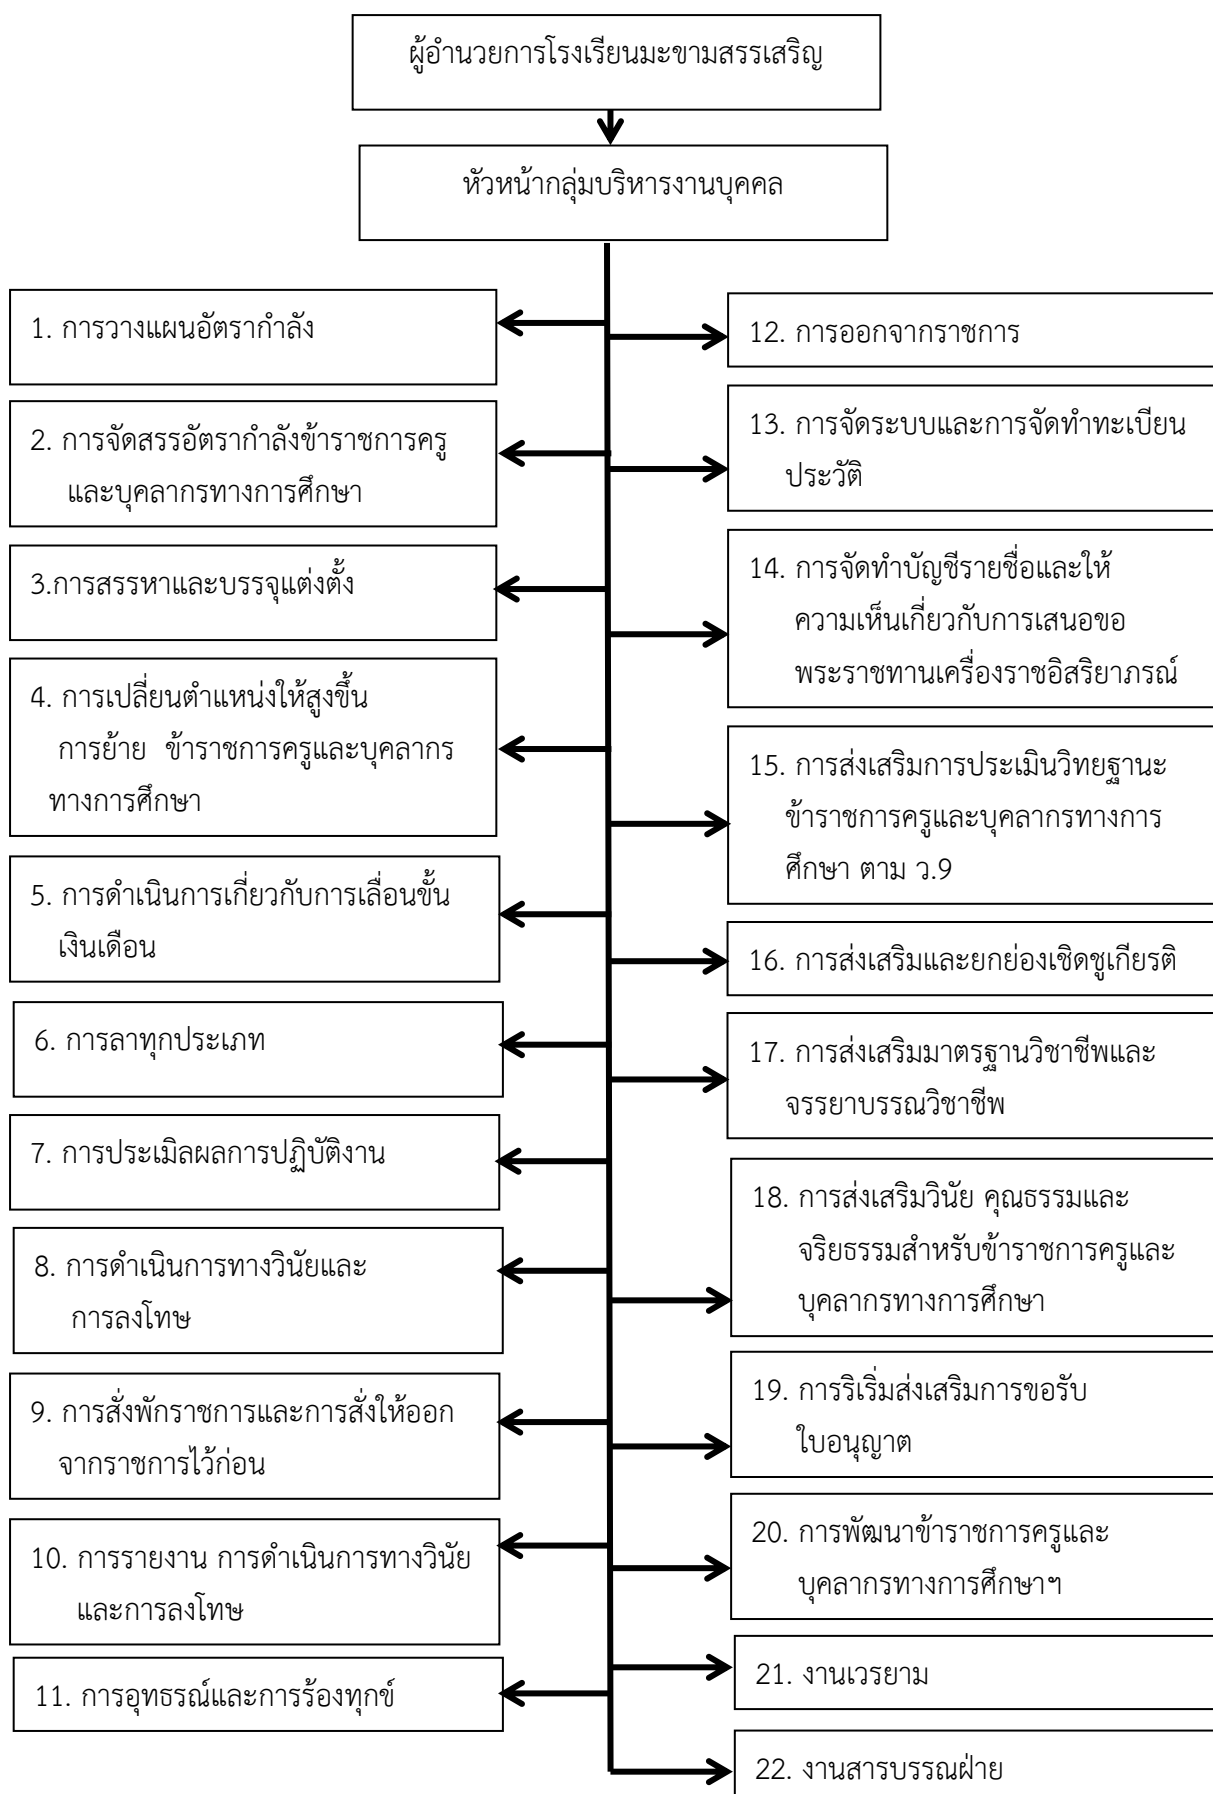 ผู้อำนวยการโรงเรียนมะขามสรรเสริญ
หัวหน้ากลุ่มบริหารงานบุคคล
1. การวางแผนอัตรากำลัง
2. การจัดสรรอัตรากำลังข้าราชการครู
และบุคลากรทางการศึกษา
3.การสรรหาและบรรจุแต่งตั้ง
4. การเปลี่ยนตำแหน่งให้สูงขึ้น
การย้าย ข้าราชการครูและบุคลากร
ทางการศึกษา
5. การดำเนินการเกี่ยวกับการเลื่อนขั้น
เงินเดือน
6. การลาทุกประเภท
7. การประเมิลผลการปฏิบัติงาน
8. การดำเนินการทางวินัยและ
การลงโทษ
9. การสั่งพักราชการและการสั่งให้ออก
จากราชการไว้ก่อน
10. การรายงาน การดำเนินการทางวินัย
และการลงโทษ
11. การอุทธรณ์และการร้องทุกข์
12. การออกจากราชการ
13. การจัดระบบและการจัดทำทะเบียน
ประวัติ
14. การจัดทำบัญชีรายชื่อและให้
ความเห็นเกี่ยวกับการเสนอขอ
พระราชทานเครื่องราชอิสริยาภรณ์
15. การส่งเสริมการประเมินวิทยฐานะ
ข้าราชการครูและบุคลากรทางการ
ศึกษา ตาม ว.9
16. การส่งเสริมและยกย่องเชิดชูเกียรติ
17. การส่งเสริมมาตรฐานวิชาชีพและ
จรรยาบรรณวิชาชีพ
18. การส่งเสริมวินัย คุณธรรมและ
จริยธรรมสำหรับข้าราชการครูและ
บุคลากรทางการศึกษา
19. การริเริ่มส่งเสริมการขอรับ
ใบอนุญาต
20. การพัฒนาข้าราชการครูและ
บุคลากรทางการศึกษาฯ
21. งานเวรยาม
22. งานสารบรรณฝ่าย